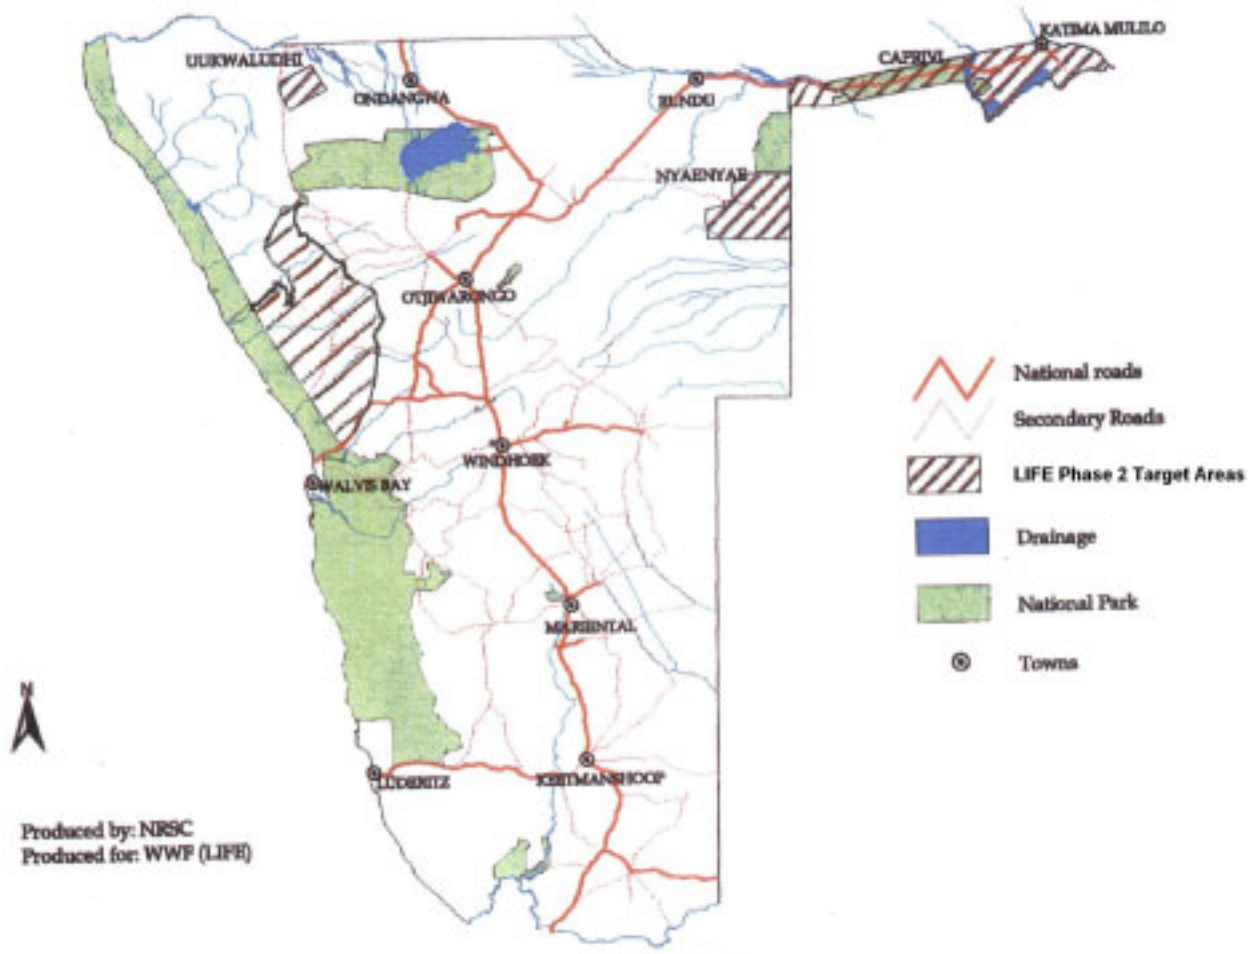 KATIMA MULILO
CAPRIVI
UUKWALUDHI
ONDANGWA
RUNDU
NYAENYAE
OTJIWARONGO
National roads
Secondary Roads
WINDHOEK
LIFE Phase 2 Target Areas
WALVIS BAY
Drainage
National Park
MARIENTAL
Towns
N
KEETMANSHOOP
LUDERITZ
Produced by: NRSC
Produced for: WWF (LIFE)